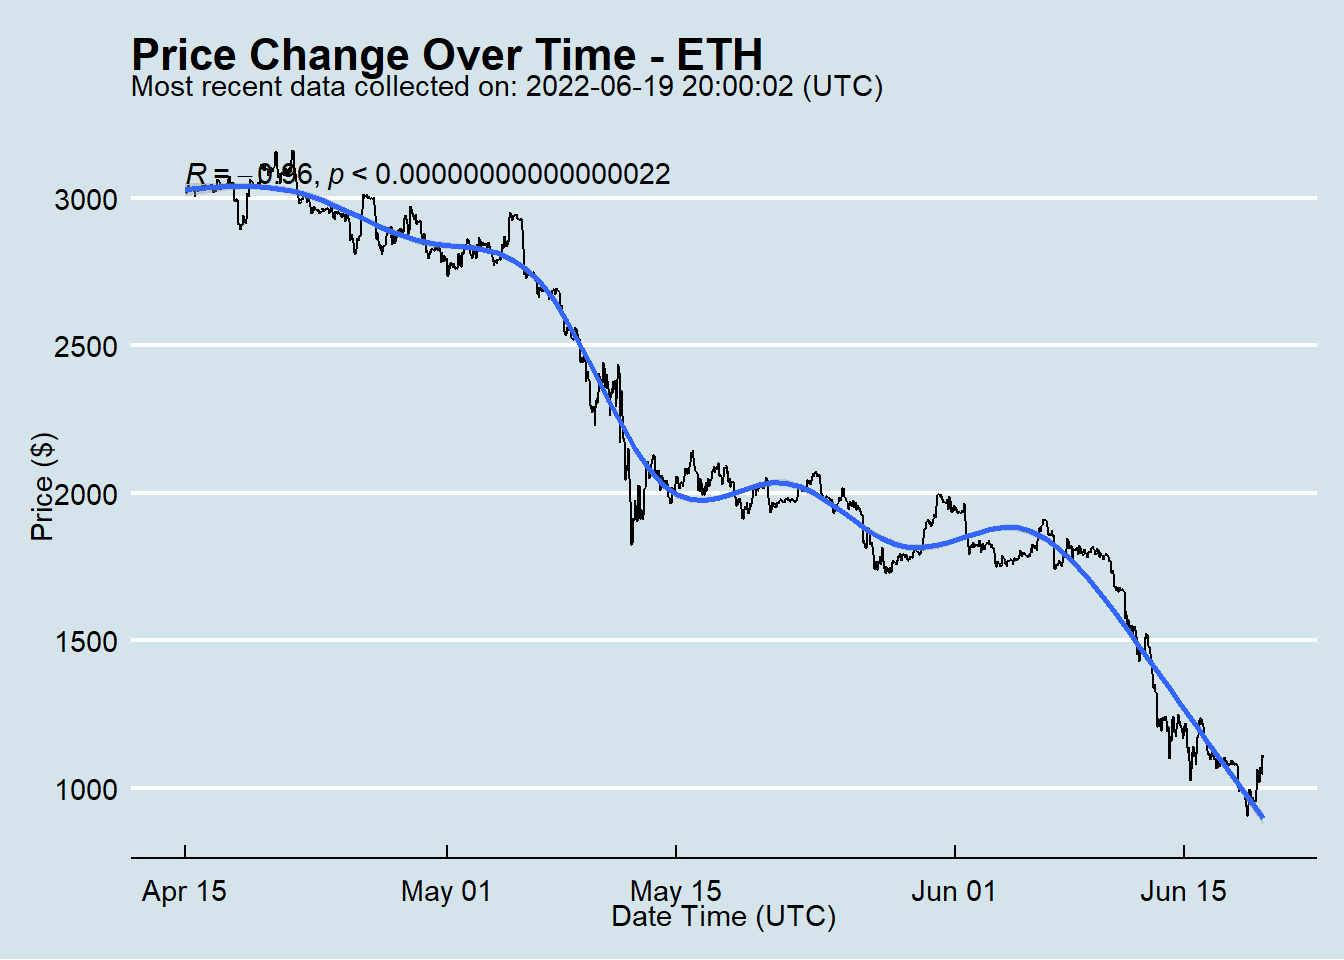 Price Change Over Time - ETH
Most recent data collected on: 2022-06-19 20:00:02 (UTC)
R = −0.96, p < 0.00000000000000022
3000
2500
2000
1500
1000
Price ($)
Apr 15 May 01 May 15 Jun 01 Jun 15
Date Time (UTC)